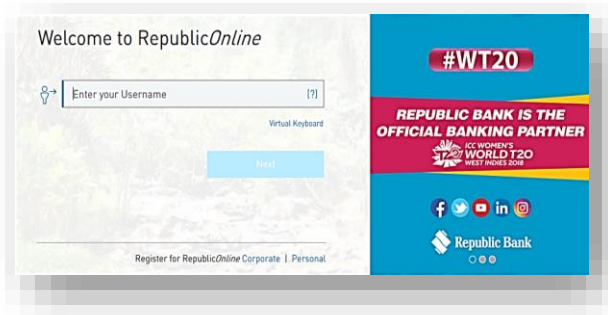 Welcome to RepublicOnline
Enter your Username [?]
Virtual Keyboard
Next
Register for RepublicOnline Corporate | Personal
#WT20
REPUBLIC BANK IS THE
OFFICIAL BANKING PARTNER
ICC WOMEN'S
WORLD T20
WEST INDIES 2018
Republic Bank